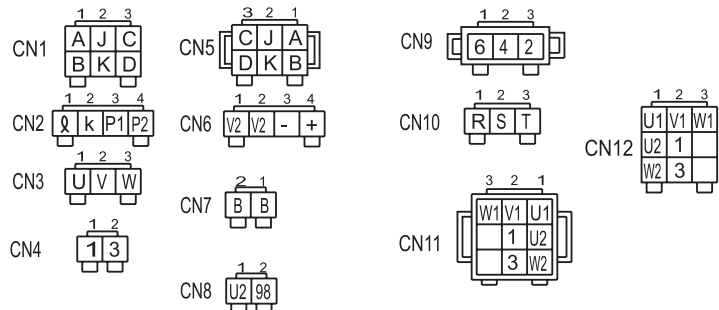 CN1
1 2 3
A J C
B K D
CN5
3 2 1
C J A
D K B
CN9
1 2 3
6 4 2
CN2
1 2 3 4
ℓ k P1 P2
CN6
1 2 3 4
V2 V2 - +
CN10
1 2 3
R S T
CN12
1 2 3
U1 V1 W1
U2 1
W2 3
CN3
1 2 3
U V W
CN7
2 1
B B
CN4
1 2
1 3
CN11
3 2 1
W1 V1 U1
1 U2
3 W2
CN8
1 2
U2 98